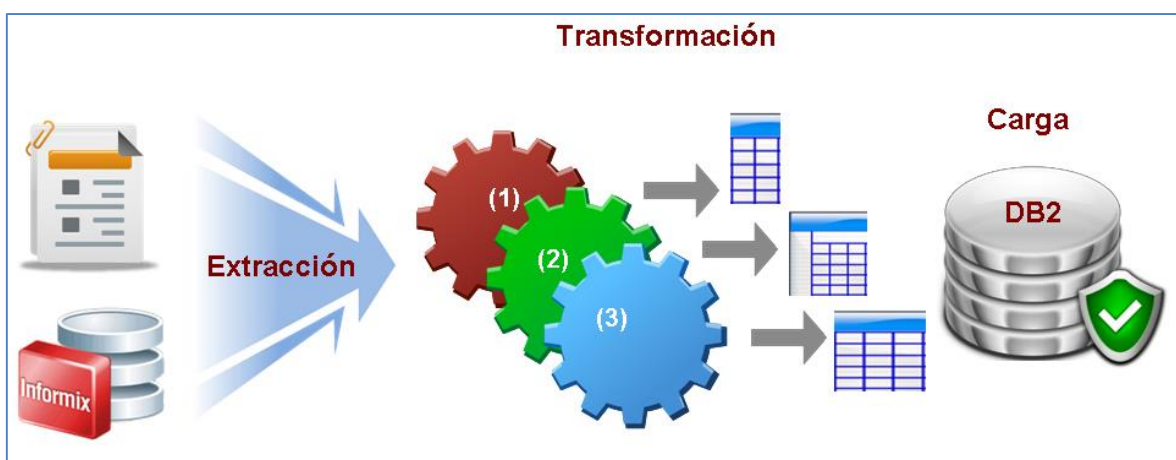 Transformación
Carga
(1)
DB2
(2)
Extracción
(3)
Informix